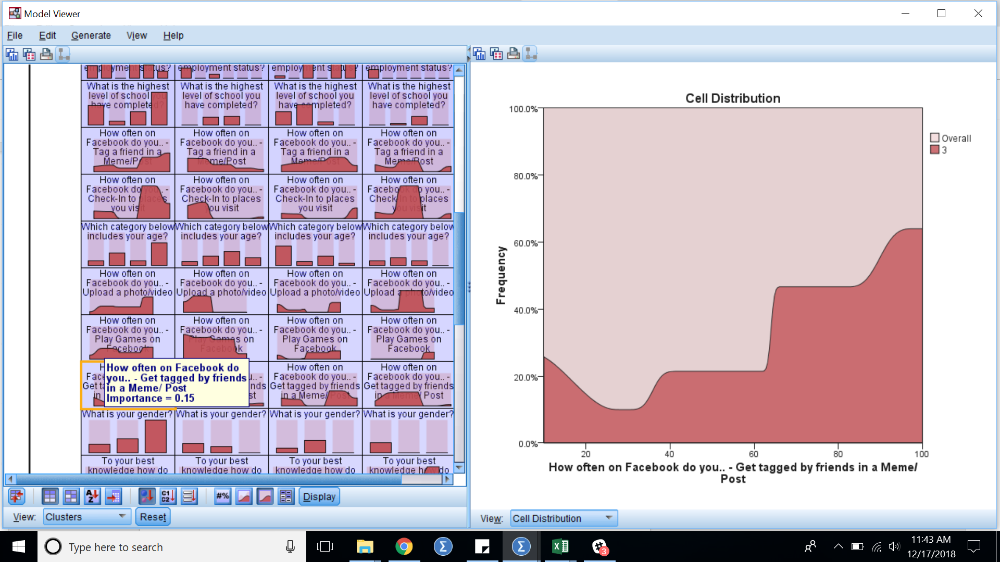 Model Viewer
File Edit Generate View Help
employment status? employment status? employment status? employment status?
What is the highest What is the highest What is the highest What is the highest
level of school you level of school you level of school you level of school you
have completed? have completed? have completed? have completed?
How often on How often on How often on How often on
Facebook do you.. - Facebook do you.. - Facebook do you.. - Facebook do you.. -
Tag a friend in a Tag a friend in a Tag a friend in a Tag a friend in a
Meme/Post Meme/Post Meme/Post Meme/Post
How often on How often on How often on How often on
Facebook do you.. - Facebook do you.. - Facebook do you.. - Facebook do you.. -
Check-In to places Check-In to places Check-In to places Check-In to places
you visit you visit you visit you visit
Which category below Which category below Which category below Which category below
includes your age? includes your age? includes your age? includes your age?
How often on How often on How often on How often on
Facebook do you.. - Facebook do you.. - Facebook do you.. - Facebook do you.. -
Upload a photo/video Upload a photo/video Upload a photo/video Upload a photo/video
How often on How often on How often on How often on
Facebook do you.. - Facebook do you.. - Facebook do you.. - Facebook do you.. -
Play Games on Play Games on Play Games on Play Games on
Facebook Facebook Facebook Facebook
How often on Facebook do
you.. - Get tagged by friends
in a Meme/ Post
Importance = 0.15
How often on How often on
Facebook do you.. - Facebook do you.. -
Get tagged by friends Get tagged by friends
in a Meme/ Post in a Meme/ Post
What is your gender? What is your gender? What is your gender? What is your gender?
To your best To your best To your best To your best
knowledge how do knowledge how do knowledge how do knowledge how do
A Z C1 C2 #% Display
View: Clusters Reset
Cell Distribution
100.0%
80.0%
60.0%
40.0%
20.0%
0.0%
Frequency
20 40 60 80 100
How often on Facebook do you.. - Get tagged by friends in a Meme/
Post
Overall
3
View: Cell Distribution
Type here to search
Σ Σ X 3
11:43 AM
12/17/2018